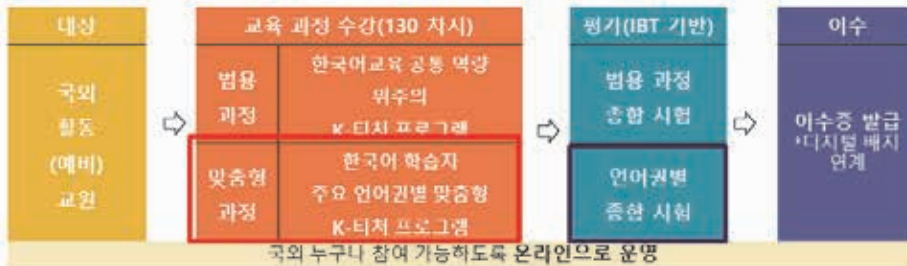 대상
국외
활동
(예비)
교원
교육 과정 수강(130 차시)
범용
과정
한국어교육 공통 역량
위주의
K-티처 프로그램
맞춤형
과정
한국어 학습자
주요 언어권별 맞춤형
K-티처 프로그램
평가(IBT 기반)
범용 과정
종합 시험
언어권별
종합 시험
이수
이수증 발급
*디지털 배지
연계
국외 누구나 참여 가능하도록 온라인으로 운영